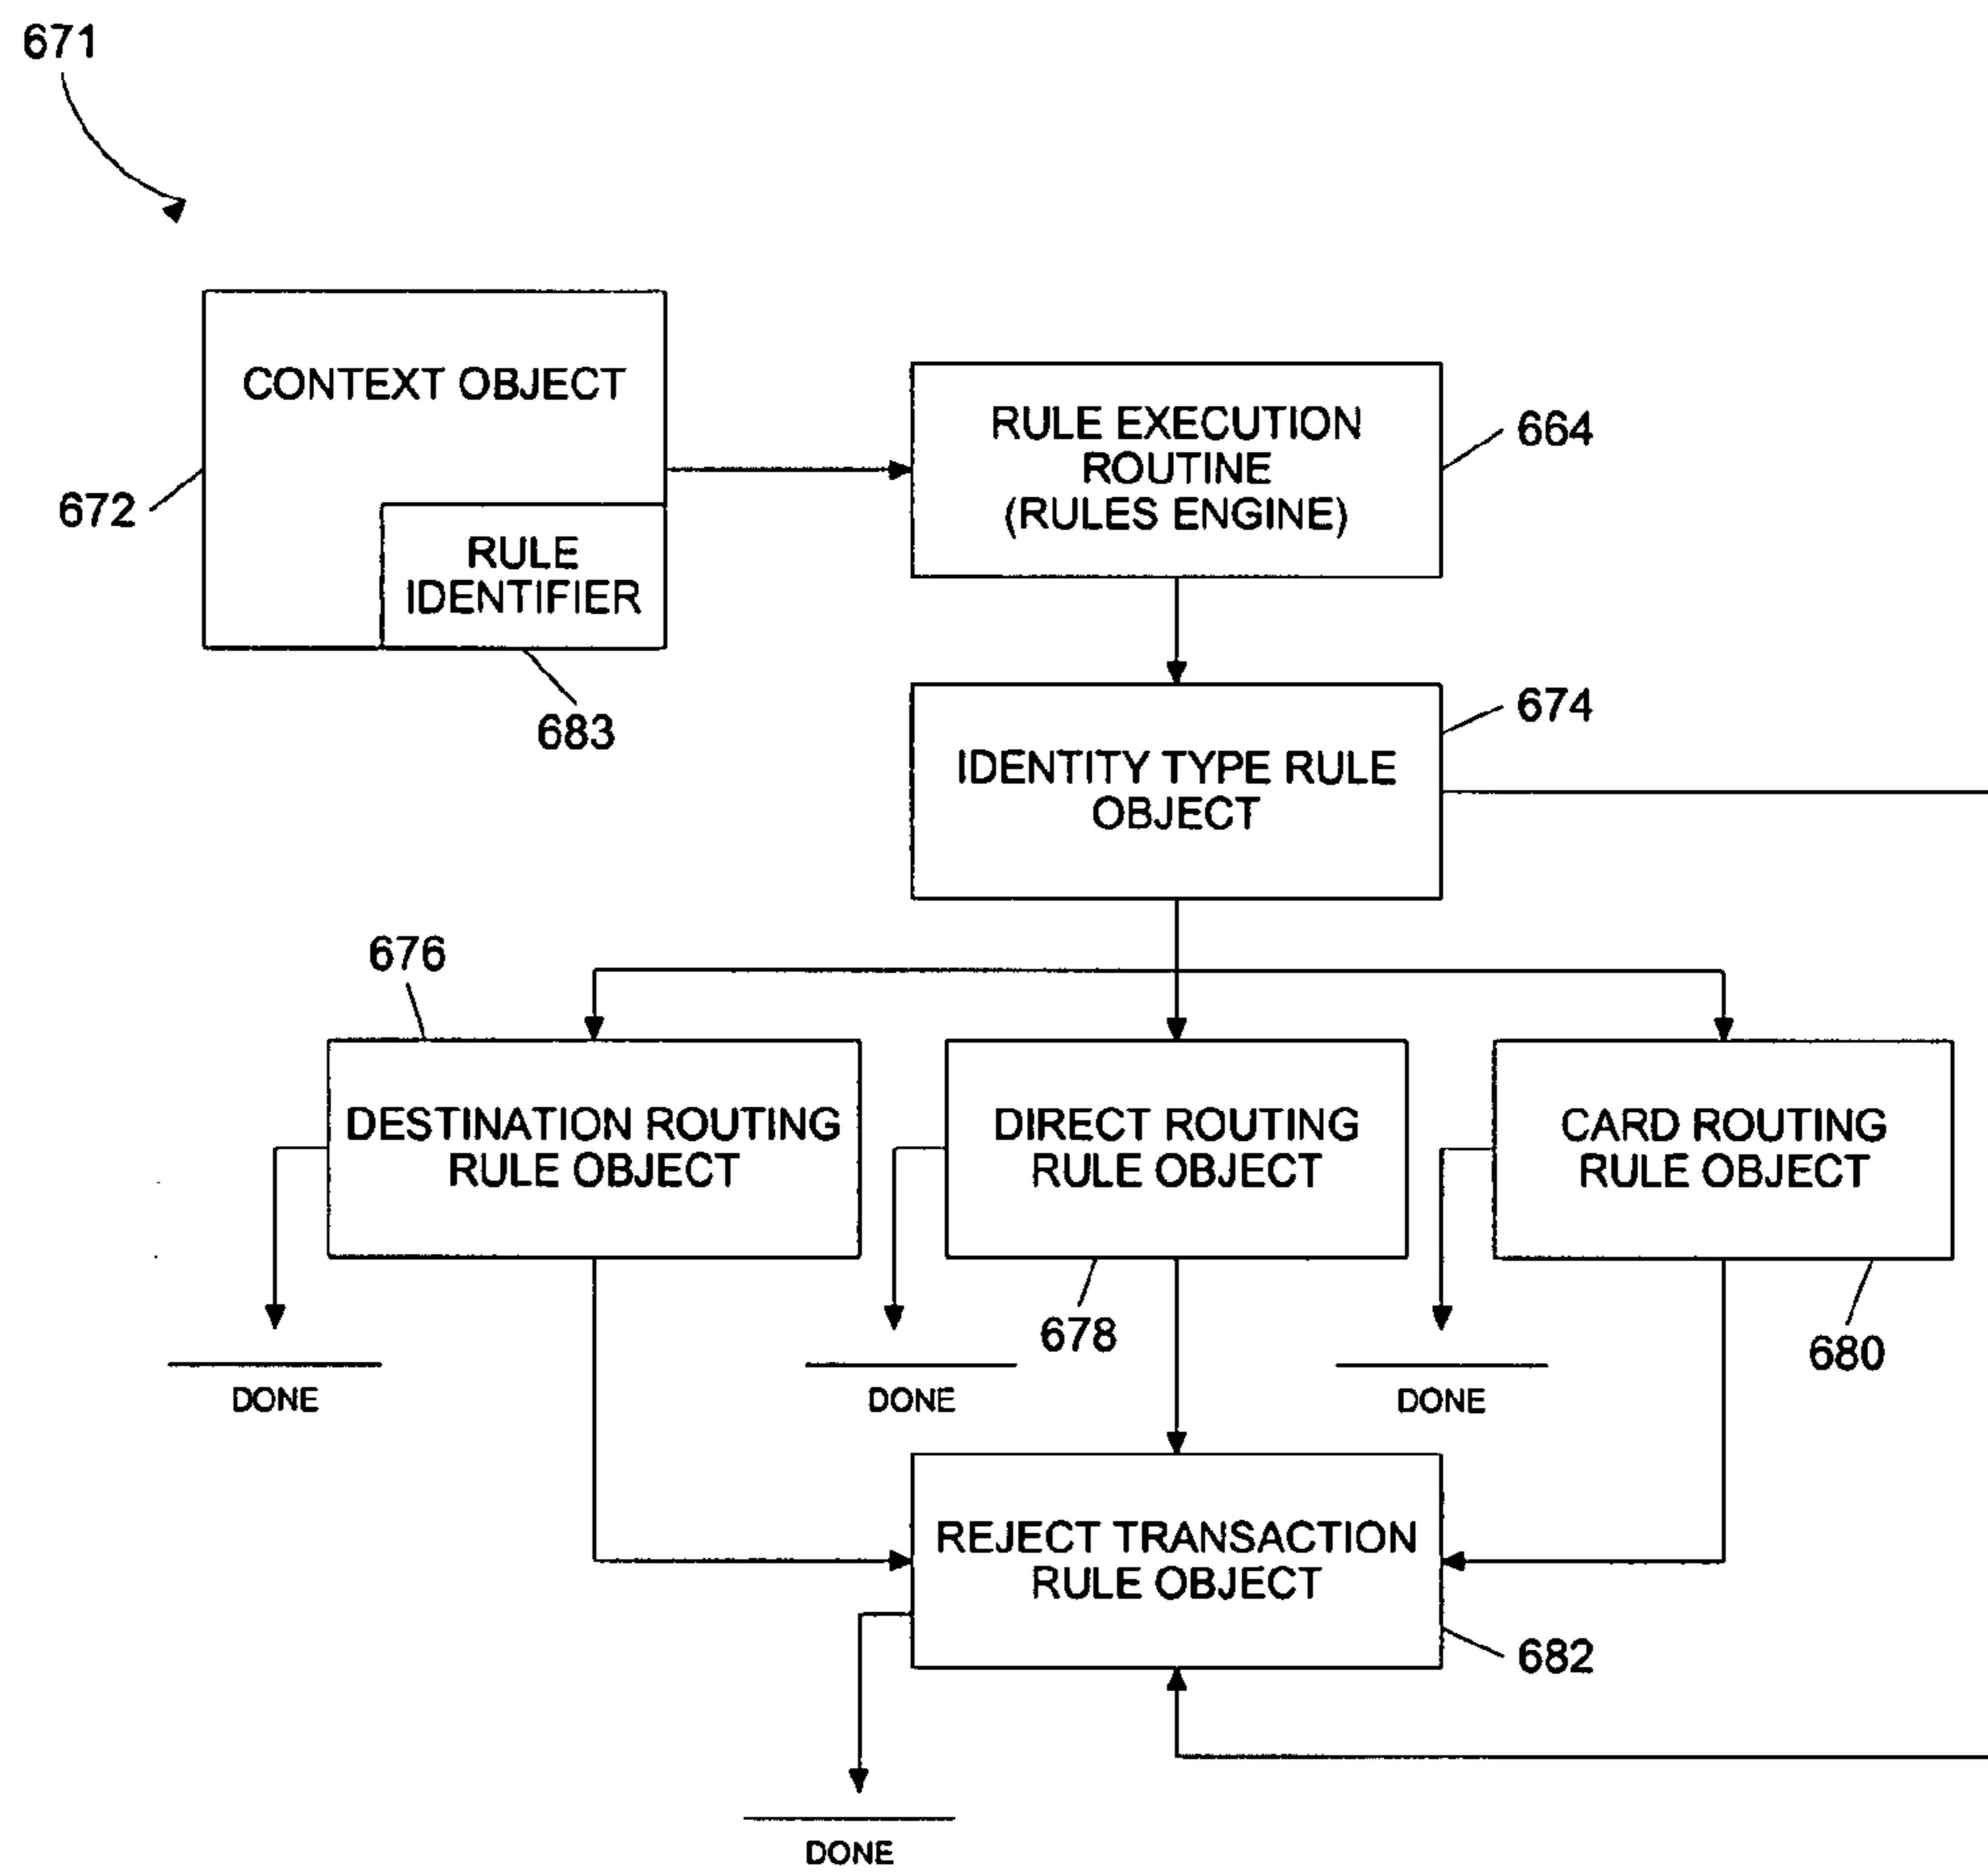 671
CONTEXT OBJECT
672
RULE
IDENTIFIER
683
RULE EXECUTION
ROUTINE
(RULES ENGINE)
664
IDENTITY TYPE RULE
OBJECT
674
676
DESTINATION ROUTING
RULE OBJECT
DONE
DIRECT ROUTING
RULE OBJECT
678
DONE
CARD ROUTING
RULE OBJECT
680
DONE
REJECT TRANSACTION
RULE OBJECT
682
DONE